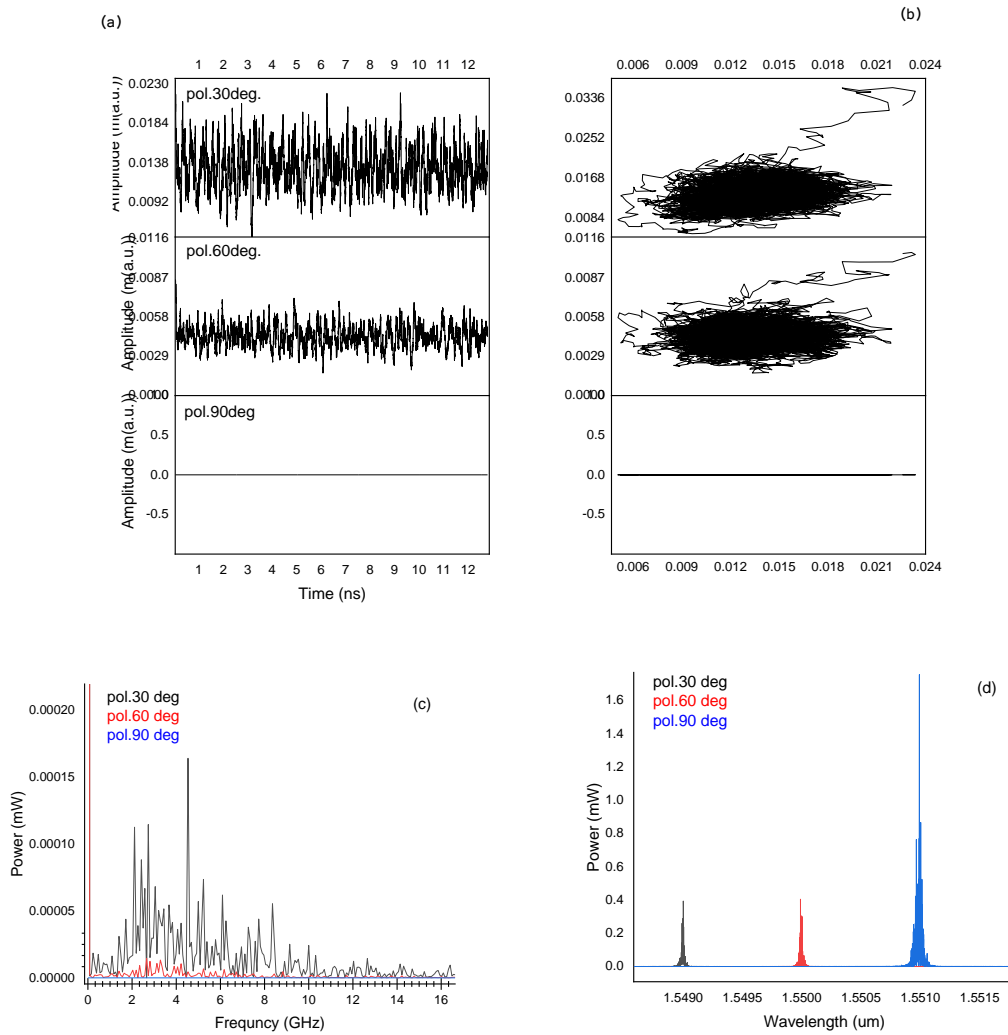 (a)
(b)
1 2 3 4 5 6 7 8 9 10 11 12
0.006 0.009 0.012 0.015 0.018 0.021 0.024
pol.30deg.
0.0230
0.0184
0.0138
0.0092
Amplitude (m(a.u.))
0.0336
0.0252
0.0168
0.0084
pol.60deg.
0.0116
0.0087
0.0058
0.0029
0.0000
Amplitude (m(a.u.))
0.0116
0.0087
0.0058
0.0029
0.0000
pol.90deg
1.0
0.5
0.0
-0.5
Amplitude (m(a.u.))
1.0
0.5
0.0
-0.5
1 2 3 4 5 6 7 8 9 10 11 12
Time (ns)
0.006 0.009 0.012 0.015 0.018 0.021 0.024
pol.30 deg
pol.60 deg
pol.90 deg
(c)
0.00020
0.00015
0.00010
0.00005
0.00000
Power (mW)
0 2 4 6 8 10 12 14 16
Frequncy (GHz)
pol.30 deg
pol.60 deg
pol.90 deg
(d)
1.6
1.4
1.2
1.0
0.8
0.6
0.4
0.2
0.0
Power (mW)
1.5490 1.5495 1.5500 1.5505 1.5510 1.5515
Wavelength (um)